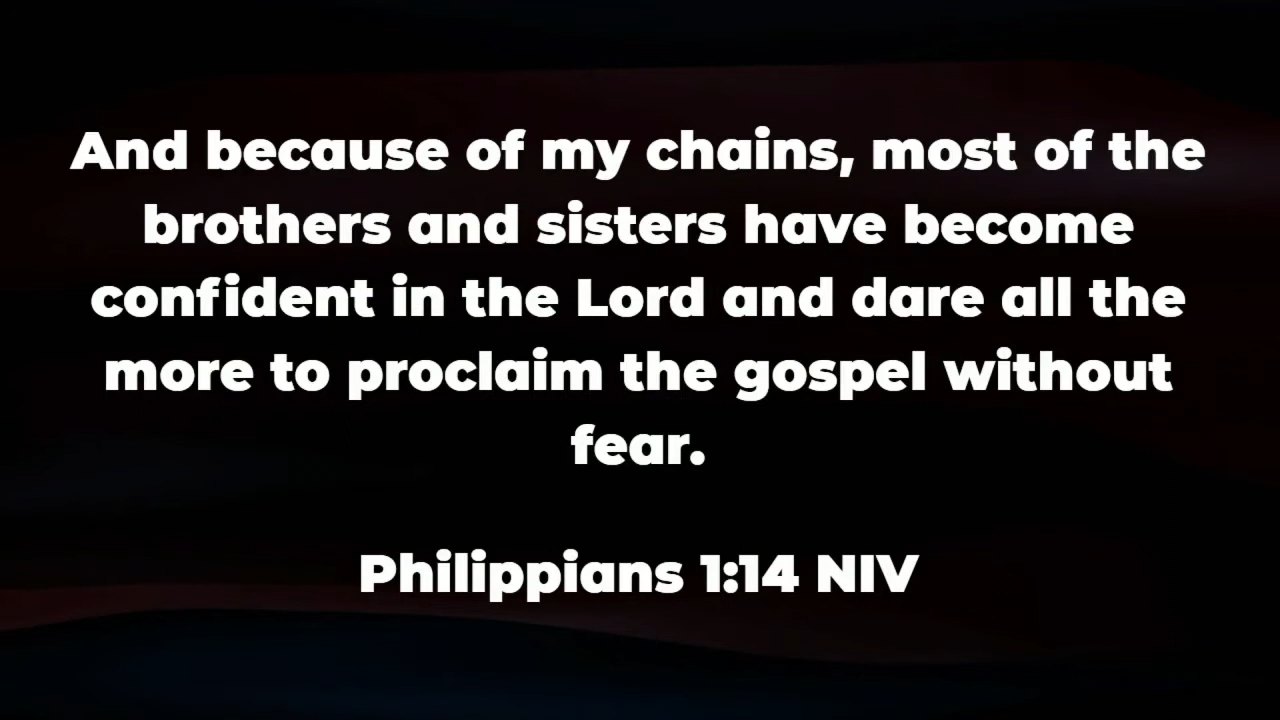 And because of my chains, most of the
brothers and sisters have become
confident in the Lord and dare all the
more to proclaim the gospel without
fear.
Philippians 1:14 NIV